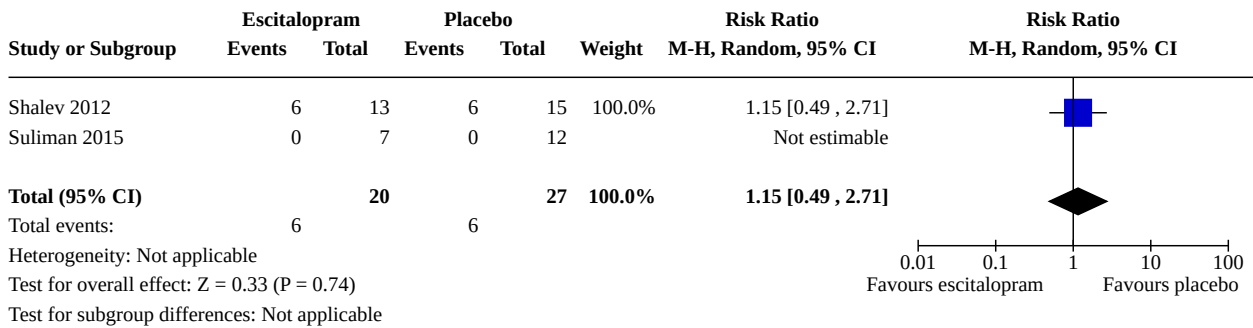 Escitalopram Placebo Risk Ratio Risk Ratio
Study or Subgroup Events Total Events Total Weight M-H, Random, 95% CI M-H, Random, 95% CI
Shalev 2012 6 13 6 15 100.0% 1.15 [0.49 , 2.71]
Suliman 2015 0 7 0 12 Not estimable
Total (95% CI) 20 27 100.0% 1.15 [0.49 , 2.71]
Total events: 6 6
Heterogeneity: Not applicable
0.01 0.1 1 10 100
Test for overall effect: Z = 0.33 (P = 0.74) Favours escitalopram Favours placebo
Test for subgroup differences: Not applicable